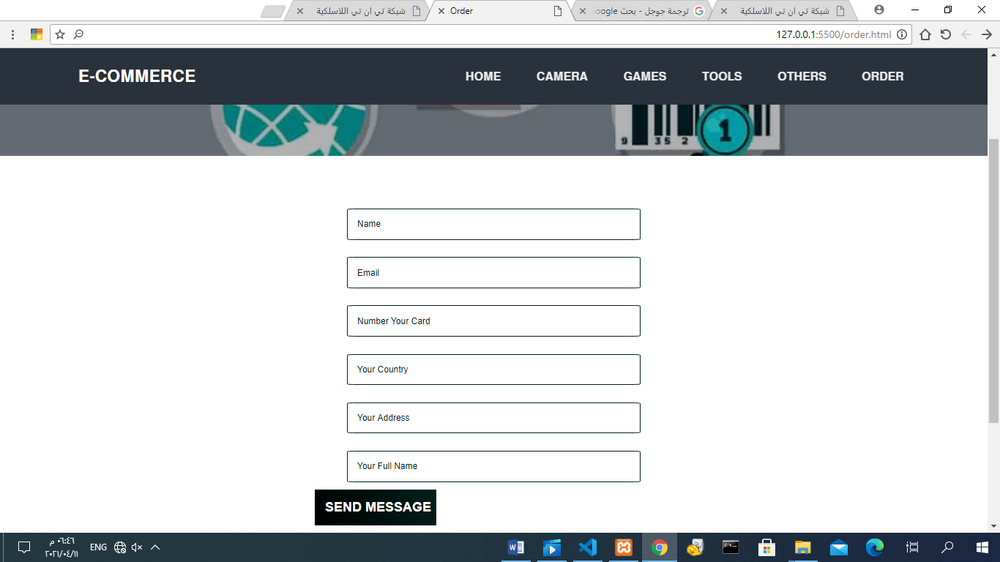 شبكة تي ان تي اللاسلكية
Order
ترجمة جوجل - بحث Google
شبكة تي ان تي اللاسلكية
127.0.0.1:5500/order.html
E-COMMERCE
HOME CAMERA GAMES TOOLS OTHERS ORDER
9 352
1
Name
Email
Number Your Card
Your Country
Your Address
Your Full Name
SEND MESSAGE
٠٦:٤٦ م
ENG
٢٠٢١/٠٤/١١